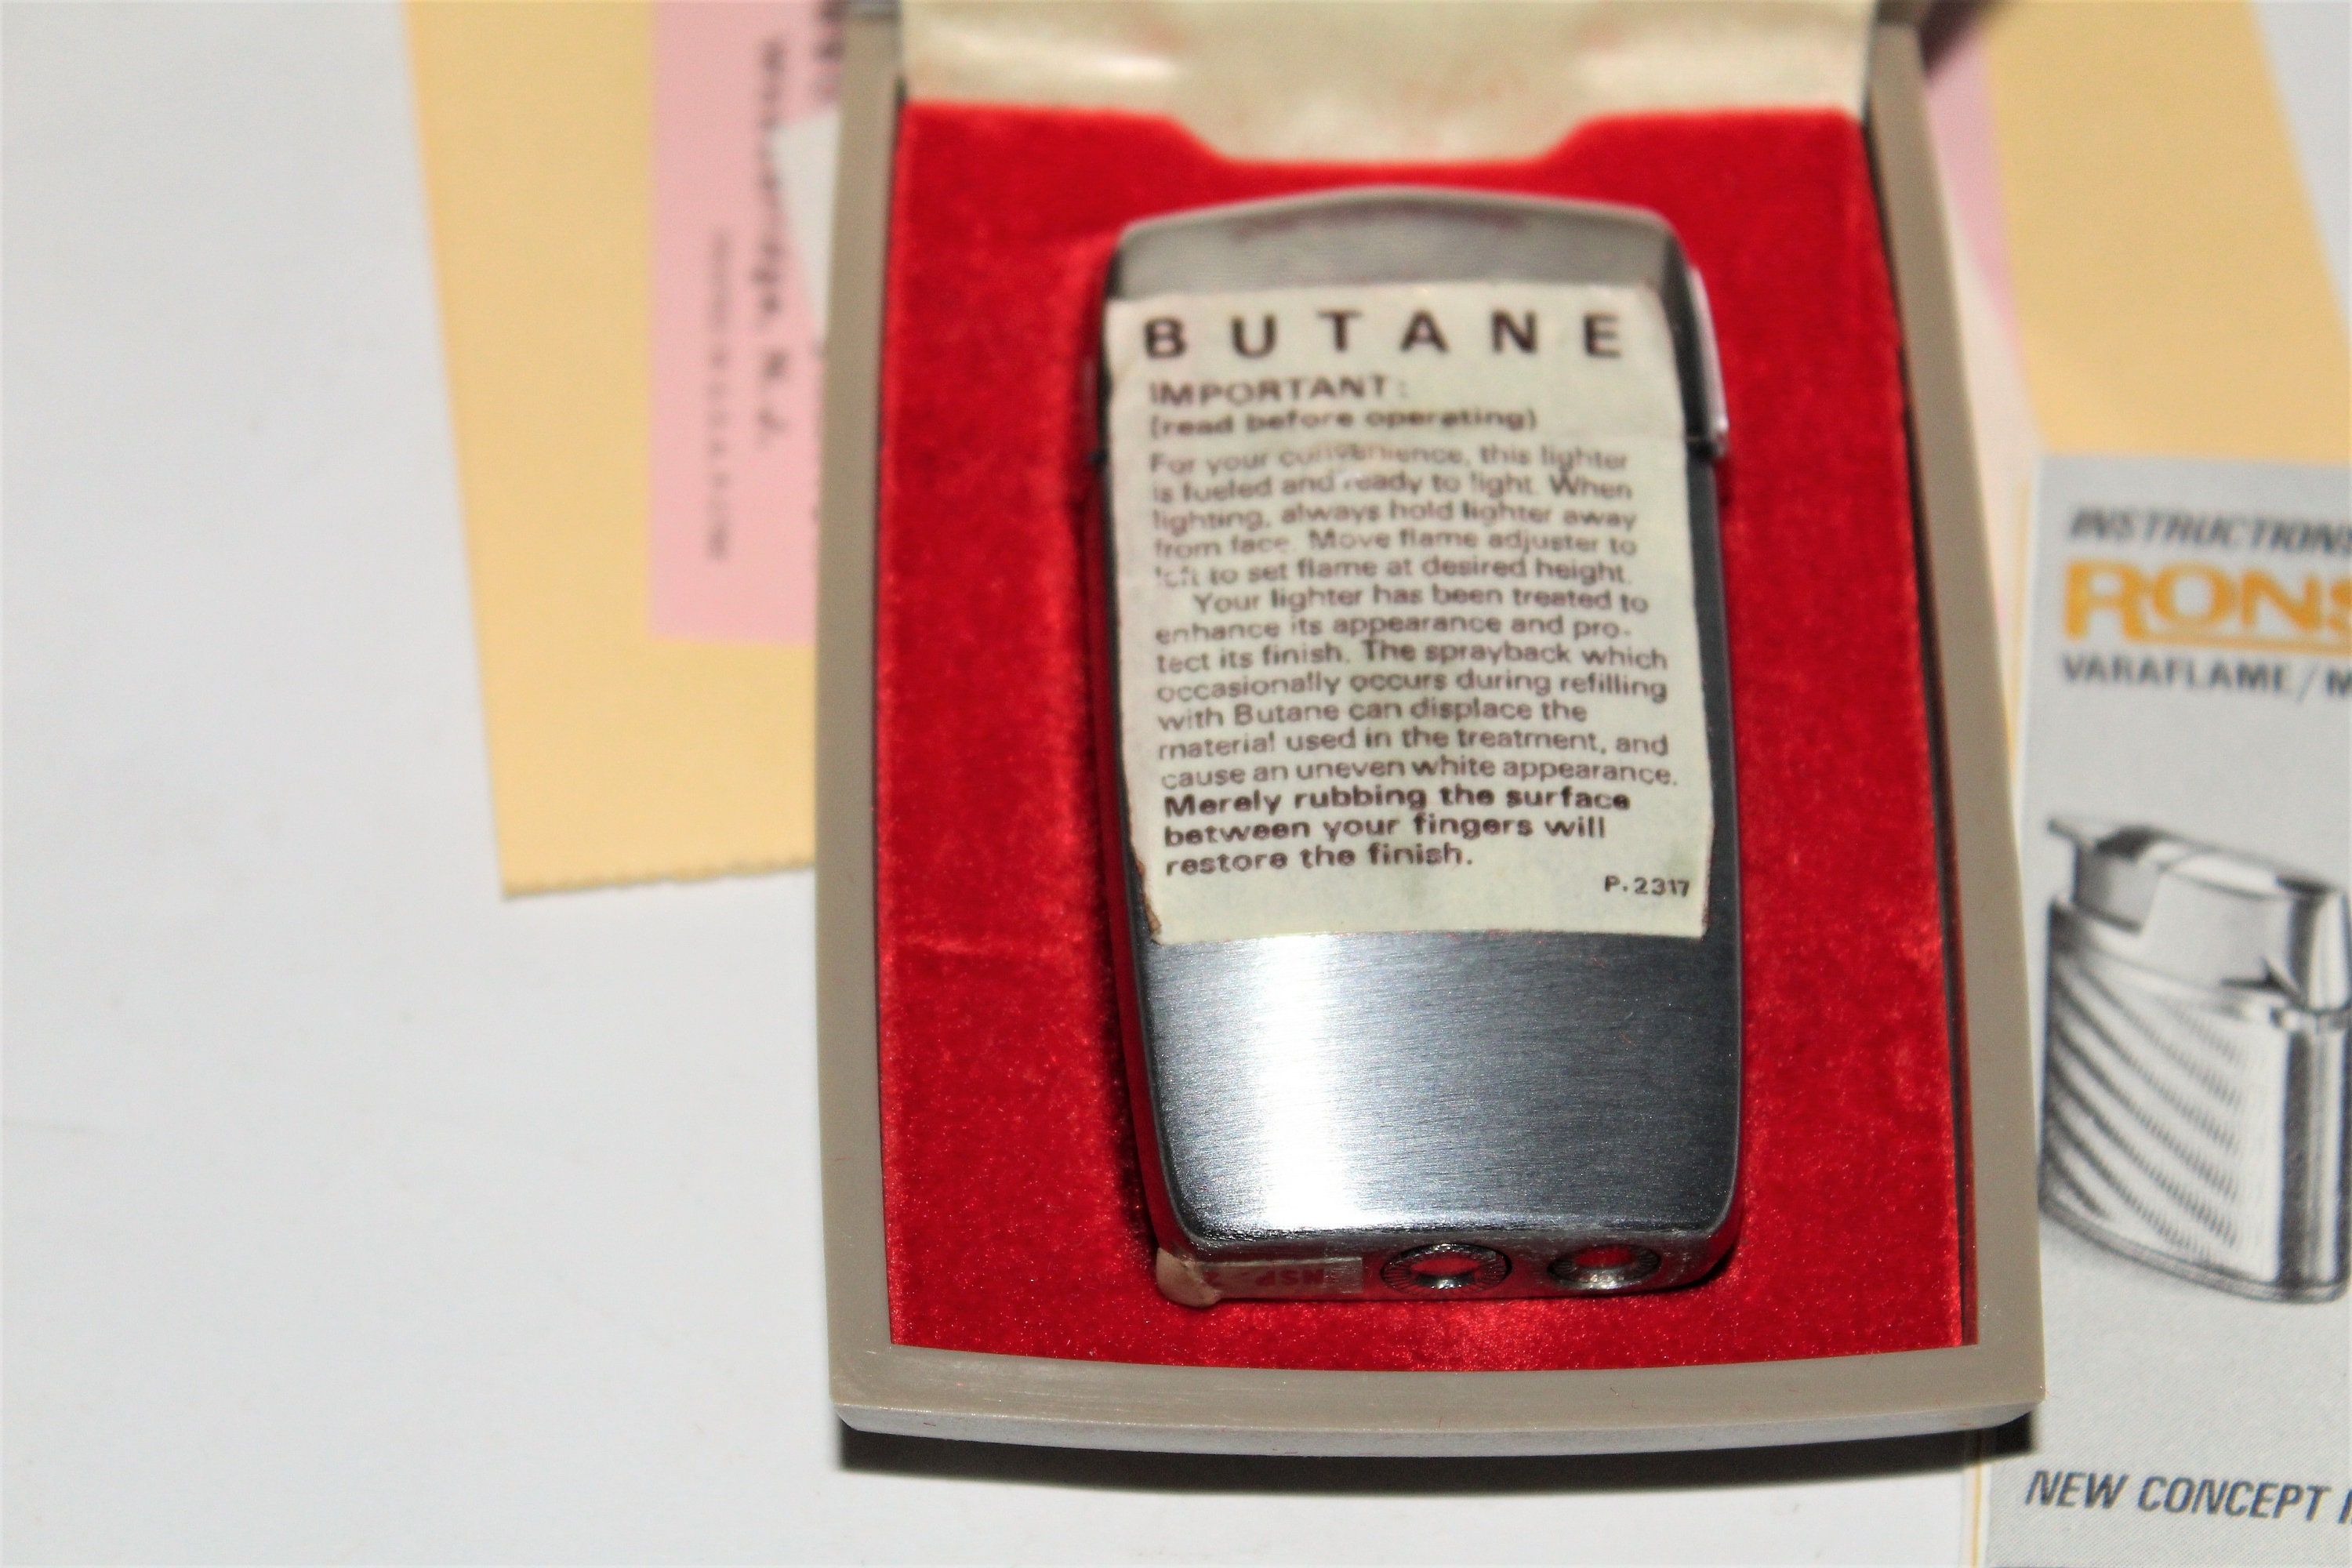 BUTANE
IMPORTANT:
(read before operating)
For your convenience, this lighter
is fueled and ready to light. When
lighting, always hold lighter away
from face. Move flame adjuster to
left to set flame at desired height.
Your lighter has been treated to
enhance its appearance and pro-
tect its finish. The sprayback which
occasionally occurs during refilling
with Butane can displace the
material used in the treatment, and
cause an uneven white appearance.
Merely rubbing the surface
between your fingers will
restore the finish.
P.2317
INSTRUCTIONS
RONS
VARAFLAME / M
NEW CONCEPT
Woodbridge, N. J.